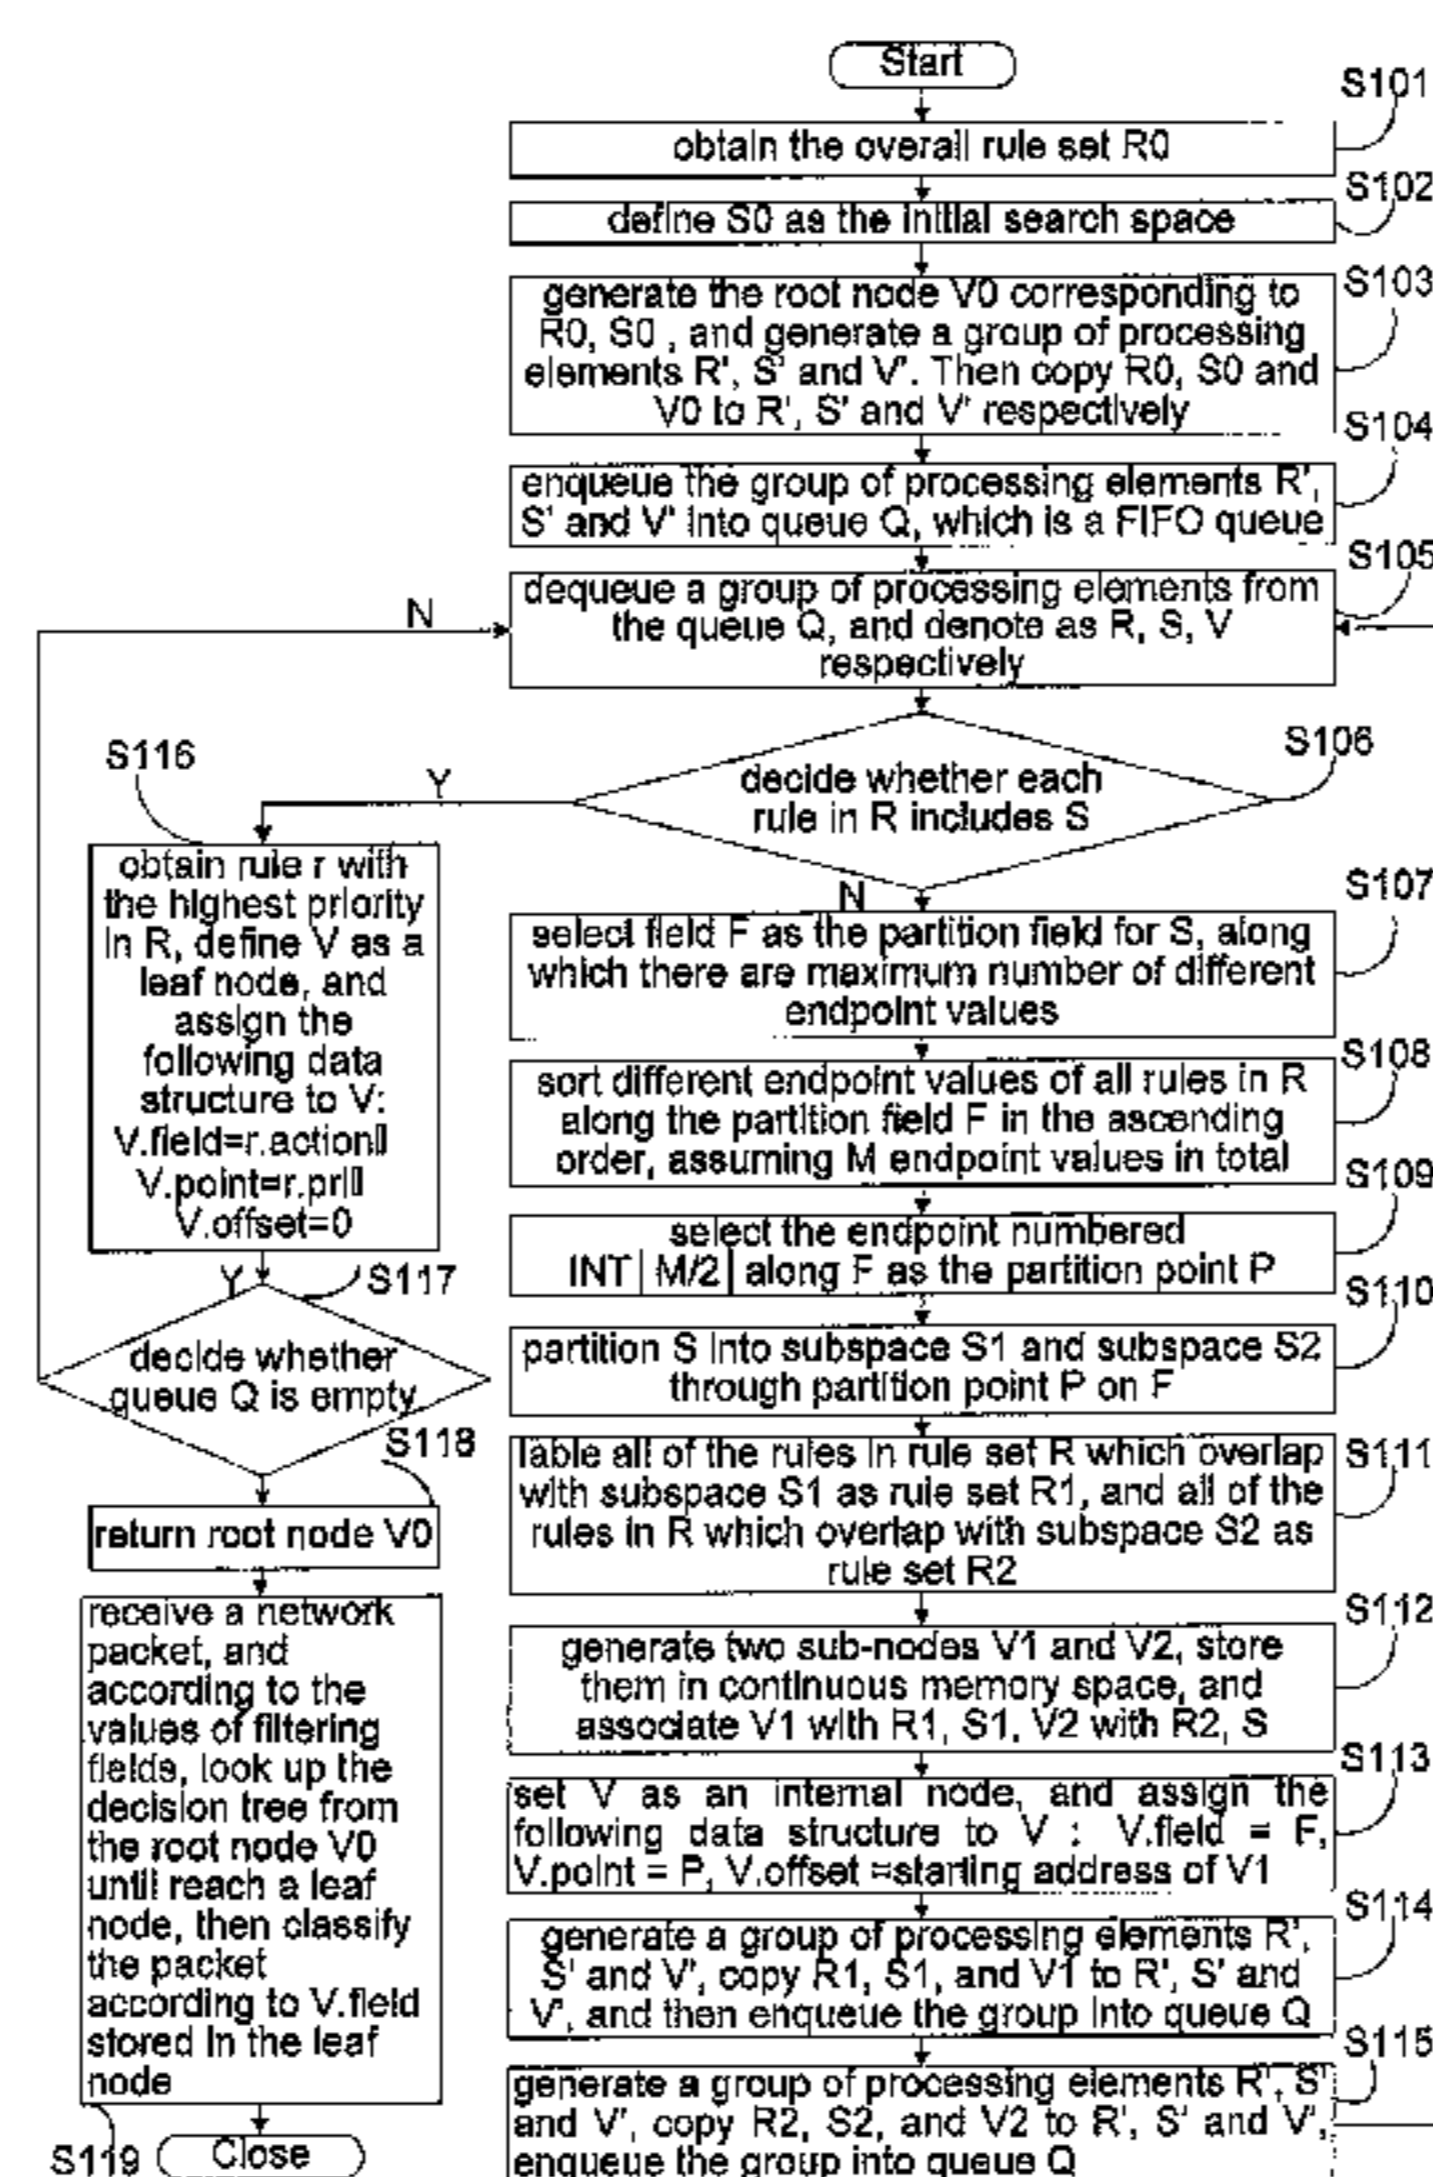 Start
S101
obtain the overall rule set R0
S102
define S0 as the initial search space
S103
generate the root node V0 corresponding to
R0, S0 , and generate a group of processing
elements R', S' and V'. Then copy R0, S0 and
V0 to R', S' and V' respectively
S104
enqueue the group of processing elements R',
S' and V' into queue Q, which is a FIFO queue
S105
dequeue a group of processing elements from
the queue Q, and denote as R, S, V
respectively
N
S106
decide whether each
rule in R includes S
Y
N
S116
obtain rule r with
the highest priority
in R, define V as a
leaf node, and
assign the
following data
structure to V:
V.field=r.action
V.point=r.pri
V.offset=0
S107
select field F as the partition field for S, along
which there are maximum number of different
endpoint values
S108
sort different endpoint values of all rules in R
along the partition field F in the ascending
order, assuming M endpoint values in total
S109
select the endpoint numbered
INT| M/2| along F as the partition point P
S110
partition S into subspace S1 and subspace S2
through partition point P on F
Y
S117
decide whether
queue Q is empty
S118
return root node V0
S111
lable all of the rules in rule set R which overlap
with subspace S1 as rule set R1, and all of the
rules in R which overlap with subspace S2 as
rule set R2
S112
generate two sub-nodes V1 and V2, store
them in continuous memory space, and
associate V1 with R1, S1, V2 with R2, S
S113
set V as an internal node, and assign the
following data structure to V : V.field = F,
V.point = P, V.offset =starting address of V1
S114
generate a group of processing elements R',
S' and V', copy R1, S1, and V1 to R', S' and
V', and then enqueue the group into queue Q
S115
generate a group of processing elements R', S'
and V', copy R2, S2, and V2 to R', S' and V',
enqueue the group into queue Q
receive a network
packet, and
according to the
values of filtering
fields, look up the
decision tree from
the root node V0
until reach a leaf
node, then classify
the packet
according to V.field
stored in the leaf
node
S119
Close